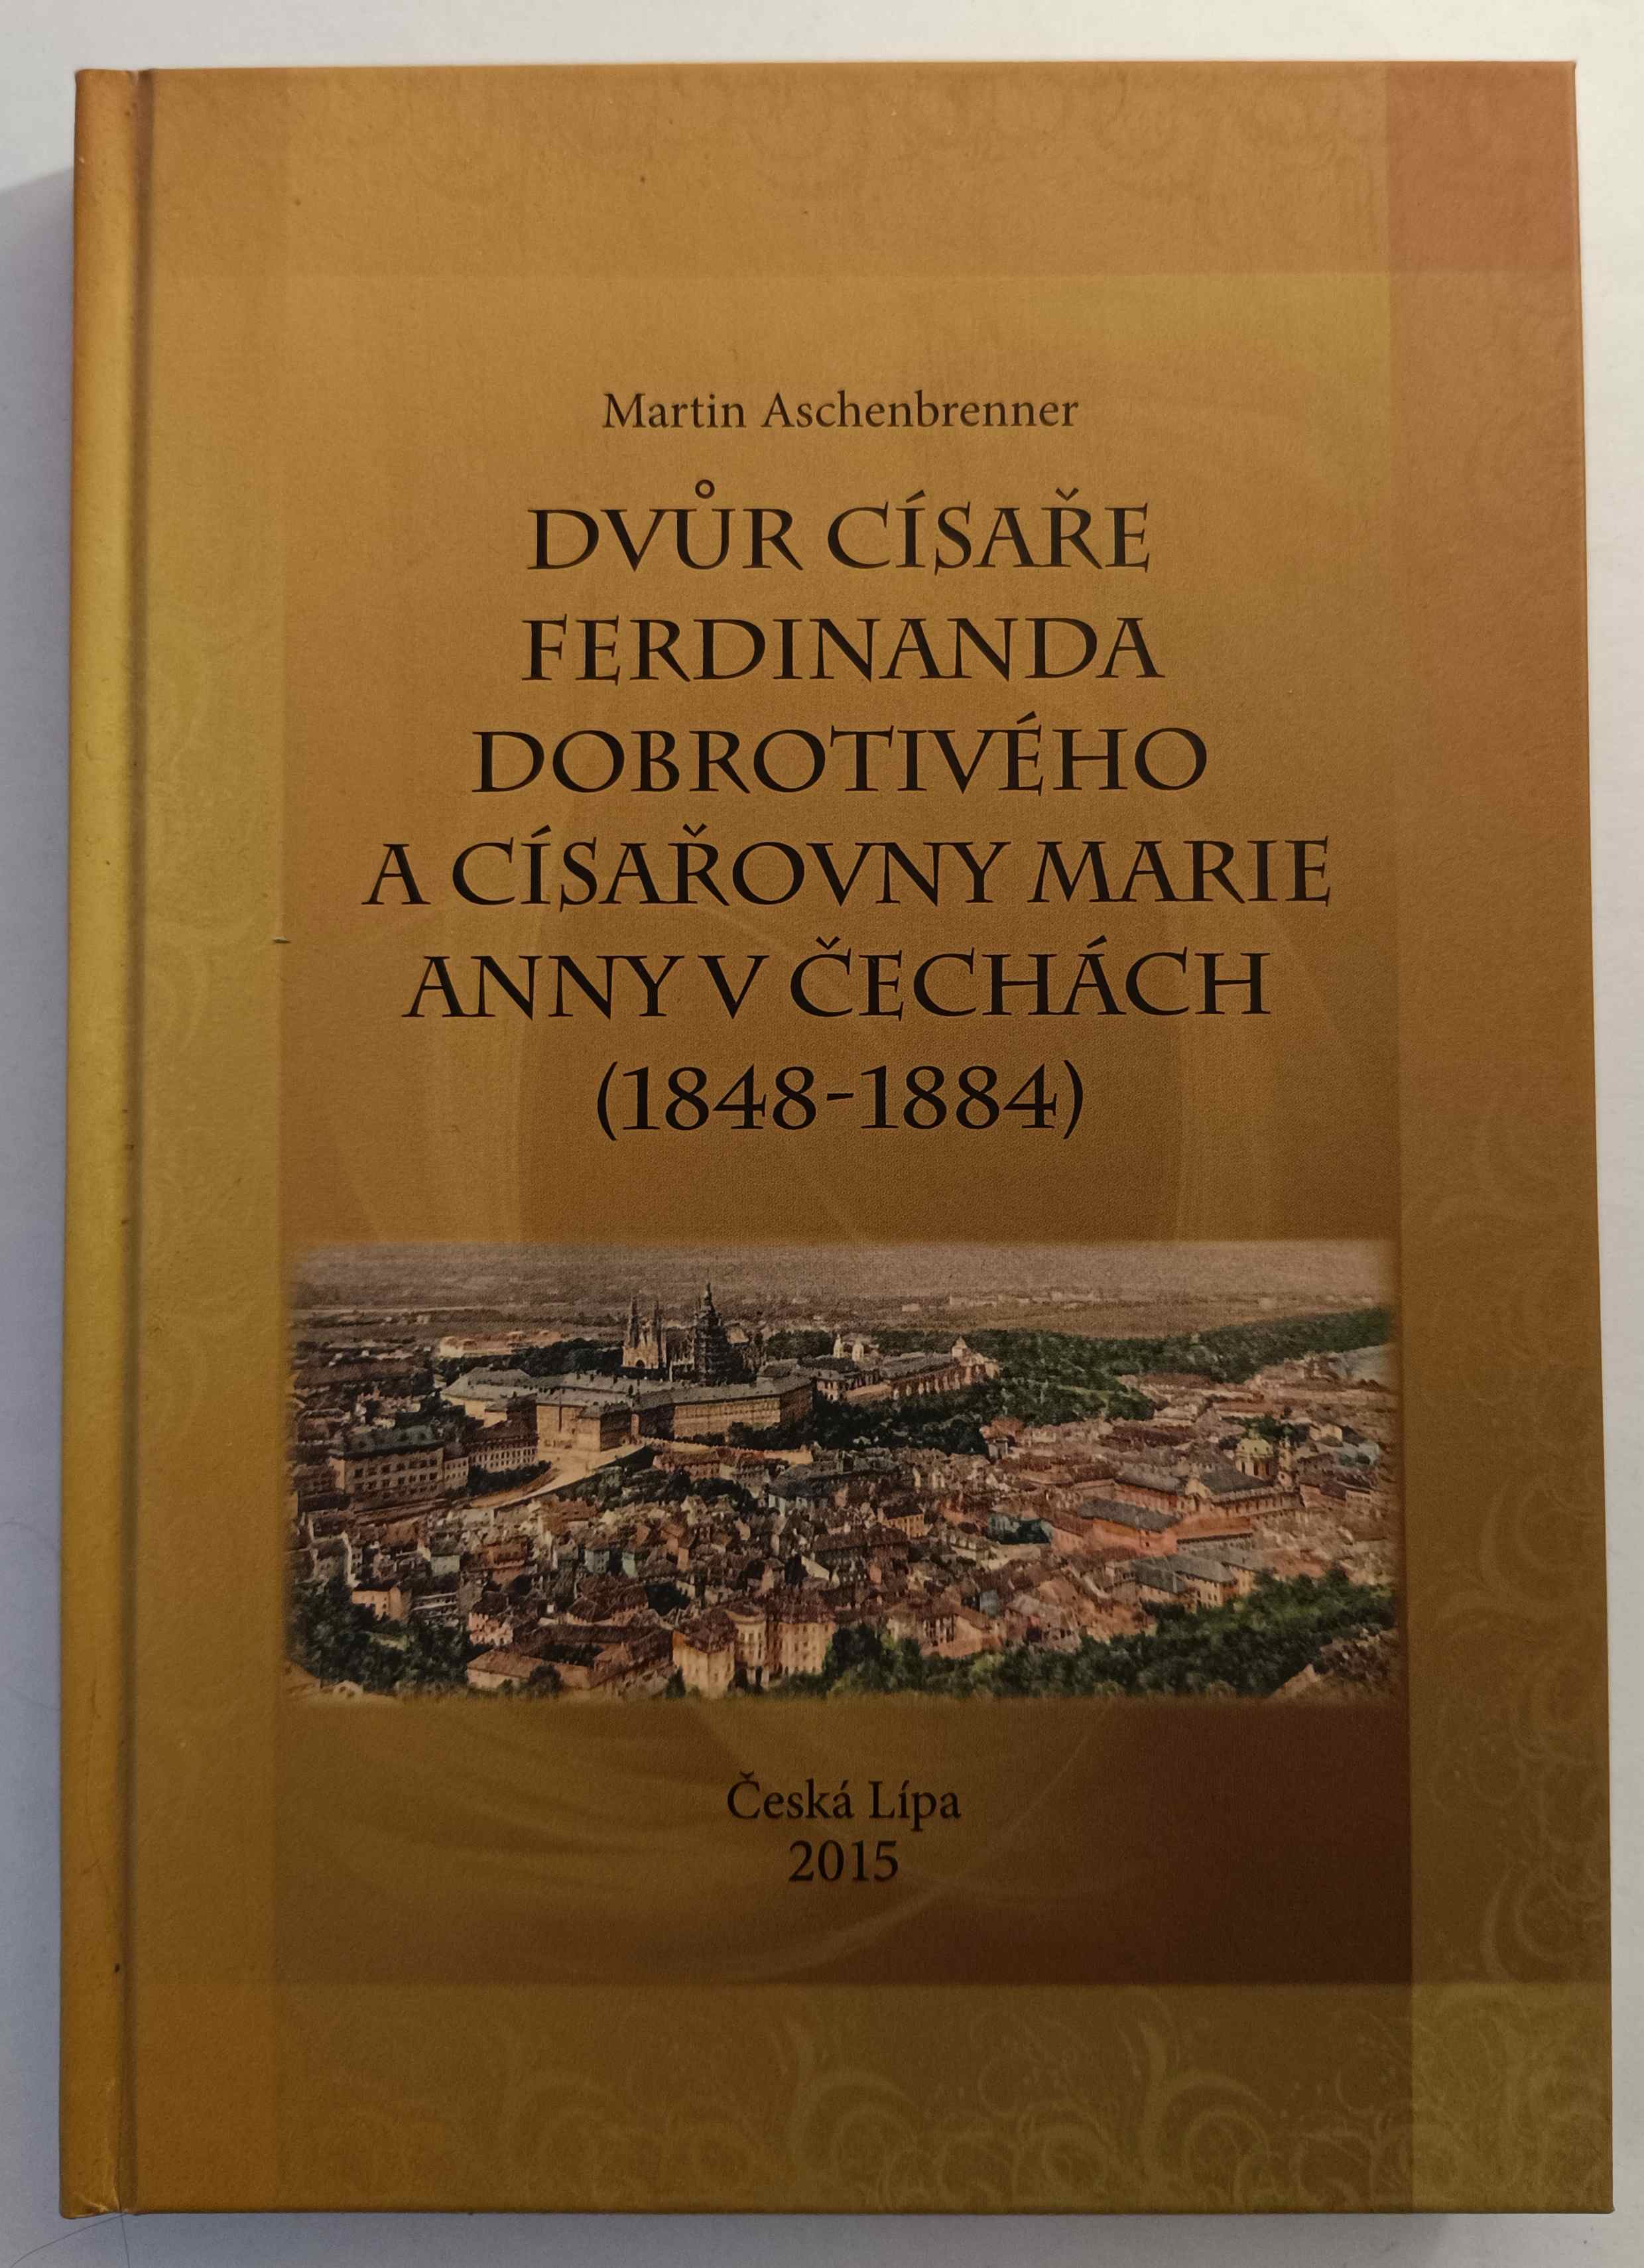 Martin Aschenbrenner
DVŮR CÍSAŘE
FERDINANDA
DOBROTIVÉHO
A CÍSAŘOVNY MARIE
ANNY V ČECHÁCH
(1848-1884)
Česká Lípa
2015